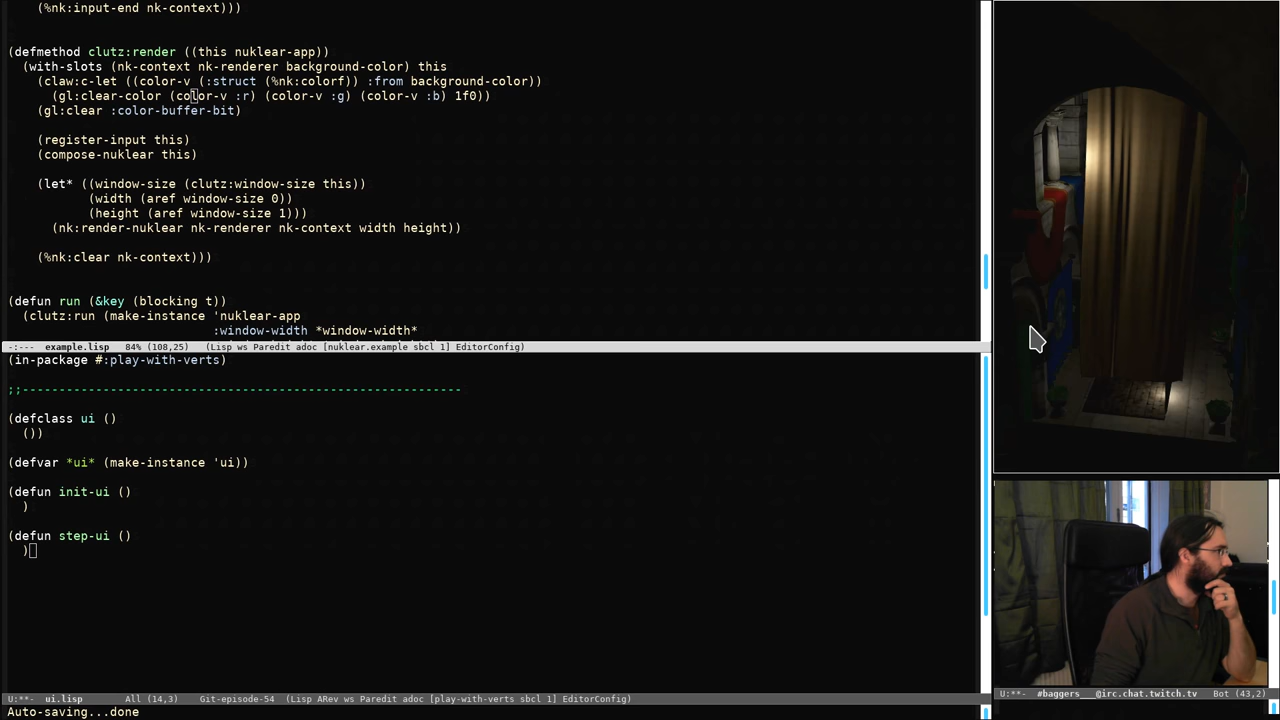 (%nk:input-end nk-context)))
(defmethod clutz:render ((this nuklear-app))
  (with-slots (nk-context nk-renderer background-color) this
    (claw:c-let ((color-v (:struct (%nk:colorf)) :from background-color))
      (gl:clear-color (color-v :r) (color-v :g) (color-v :b) 1f0))
    (gl:clear :color-buffer-bit)
    (register-input this)
    (compose-nuklear this)
    (let* ((window-size (clutz:window-size this))
           (width (aref window-size 0))
           (height (aref window-size 1)))
      (nk:render-nuklear nk-renderer nk-context width height))
    (%nk:clear nk-context)))
(defun run (&key (blocking t))
  (clutz:run (make-instance 'nuklear-app
                            :window-width *window-width*
-:---  example.lisp   84% (108,25)   (Lisp ws Paredit adoc [nuklear.example sbcl 1] EditorConfig)
(in-package #:play-with-verts)
;;------------------------------------------------------------
(defclass ui ()
  ())
(defvar *ui* (make-instance 'ui))
(defun init-ui ()
  )
(defun step-ui ()
  )
U:**-  ui.lisp        All (14,3)   Git-episode-54  (Lisp ARev ws Paredit adoc [play-with-verts sbcl 1] EditorConfig)
U:**-  #baggers___@irc.chat.twitch.tv   Bot (43,2)
Auto-saving...done